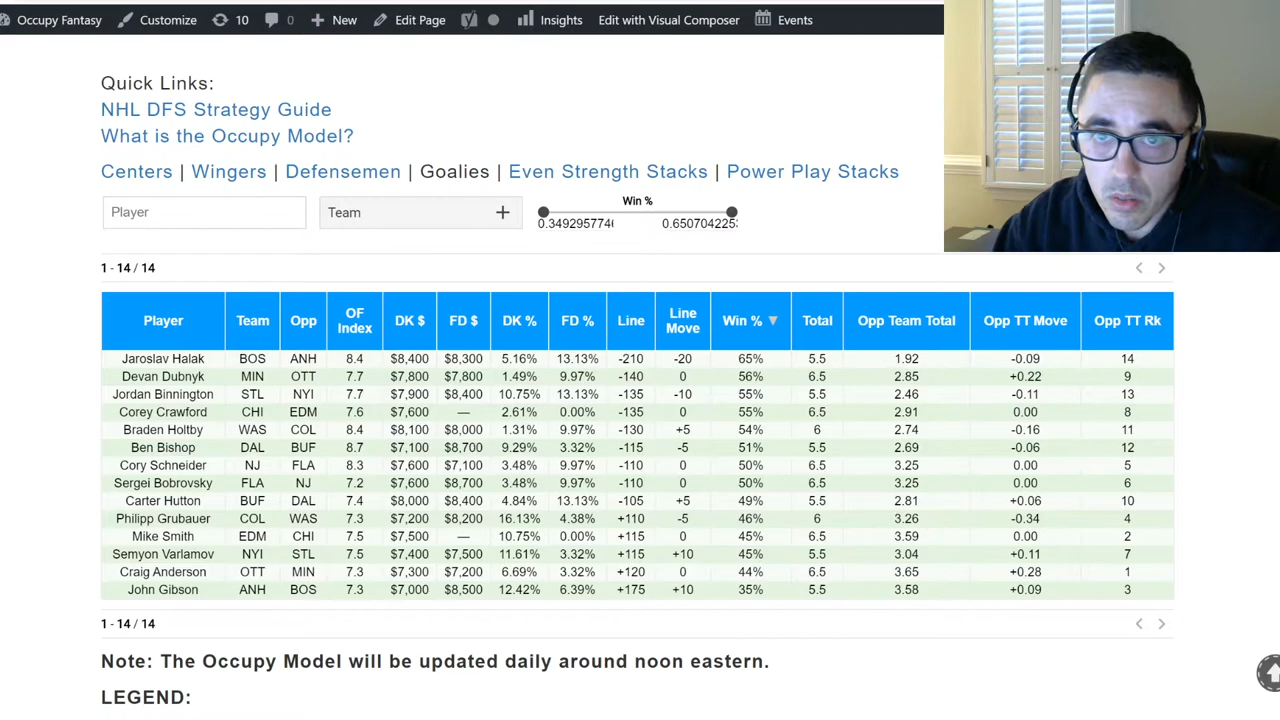 Occupy Fantasy Customize 10 0 New Edit Page Insights Edit with Visual Composer Events
Quick Links:
NHL DFS Strategy Guide
What is the Occupy Model?
Centers | Wingers | Defensemen | Goalies | Even Strength Stacks | Power Play Stacks
Player Team + Win %
0.349295774 0.65070422
1 - 14 / 14
Player Team Opp OF Index DK $ FD $ DK % FD % Line Line Move Win % Total Opp Team Total Opp TT Move Opp TT Rk
Jaroslav Halak BOS ANH 8.4 $8,400 $8,300 5.16% 13.13% -210 -20 65% 5.5 1.92 -0.09 14
Devan Dubnyk MIN OTT 7.7 $7,800 $7,800 1.49% 9.97% -140 0 56% 6.5 2.85 +0.22 9
Jordan Binnington STL NYI 7.7 $7,900 $8,400 10.75% 13.13% -135 -10 55% 5.5 2.46 -0.11 13
Corey Crawford CHI EDM 7.6 $7,600 — 2.61% 0.00% -135 0 55% 6.5 2.91 0.00 8
Braden Holtby WAS COL 8.4 $8,100 $8,000 1.31% 9.97% -130 +5 54% 6 2.74 -0.16 11
Ben Bishop DAL BUF 8.7 $7,100 $8,700 9.29% 3.32% -115 -5 51% 5.5 2.69 -0.06 12
Cory Schneider NJ FLA 8.3 $7,600 $7,100 3.48% 9.97% -110 0 50% 6.5 3.25 0.00 5
Sergei Bobrovsky FLA NJ 7.2 $7,600 $8,700 3.48% 9.97% -110 0 50% 6.5 3.25 0.00 6
Carter Hutton BUF DAL 7.4 $8,000 $8,400 4.84% 13.13% -105 +5 49% 5.5 2.81 +0.06 10
Philipp Grubauer COL WAS 7.3 $7,200 $8,200 16.13% 4.38% +110 -5 46% 6 3.26 -0.34 4
Mike Smith EDM CHI 7.5 $7,500 — 10.75% 0.00% +115 0 45% 6.5 3.59 0.00 2
Semyon Varlamov NYI STL 7.5 $7,400 $7,500 11.61% 3.32% +115 +10 45% 5.5 3.04 +0.11 7
Craig Anderson OTT MIN 7.3 $7,300 $7,200 6.69% 3.32% +120 0 44% 6.5 3.65 +0.28 1
John Gibson ANH BOS 7.3 $7,000 $8,500 12.42% 6.39% +175 +10 35% 5.5 3.58 +0.09 3
1 - 14 / 14
Note: The Occupy Model will be updated daily around noon eastern.
LEGEND: